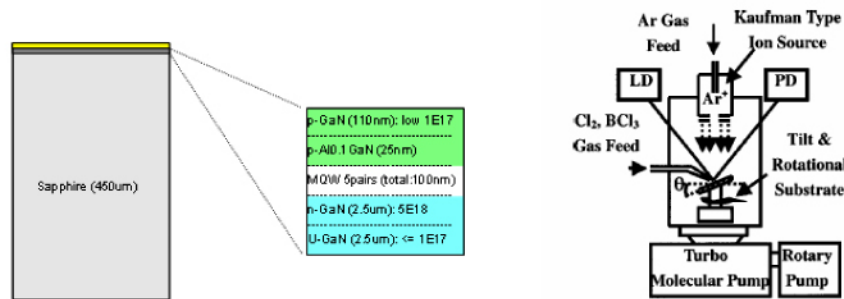 Sapphire (450um)
p-GaN (110nm): low 1E17
p-Al0.1 GaN (25nm)
MQW 5pairs (total:100nm)
n-GaN (2.5um): 5E18
U-GaN (2.5um): <= 1E17
Ar Gas
Feed
Kaufman Type
Ion Source
LD
PD
Ar+
Cl2, BCl3
Gas Feed
θ
Tilt &
Rotational
Substrate
Turbo
Molecular Pump
Rotary
Pump